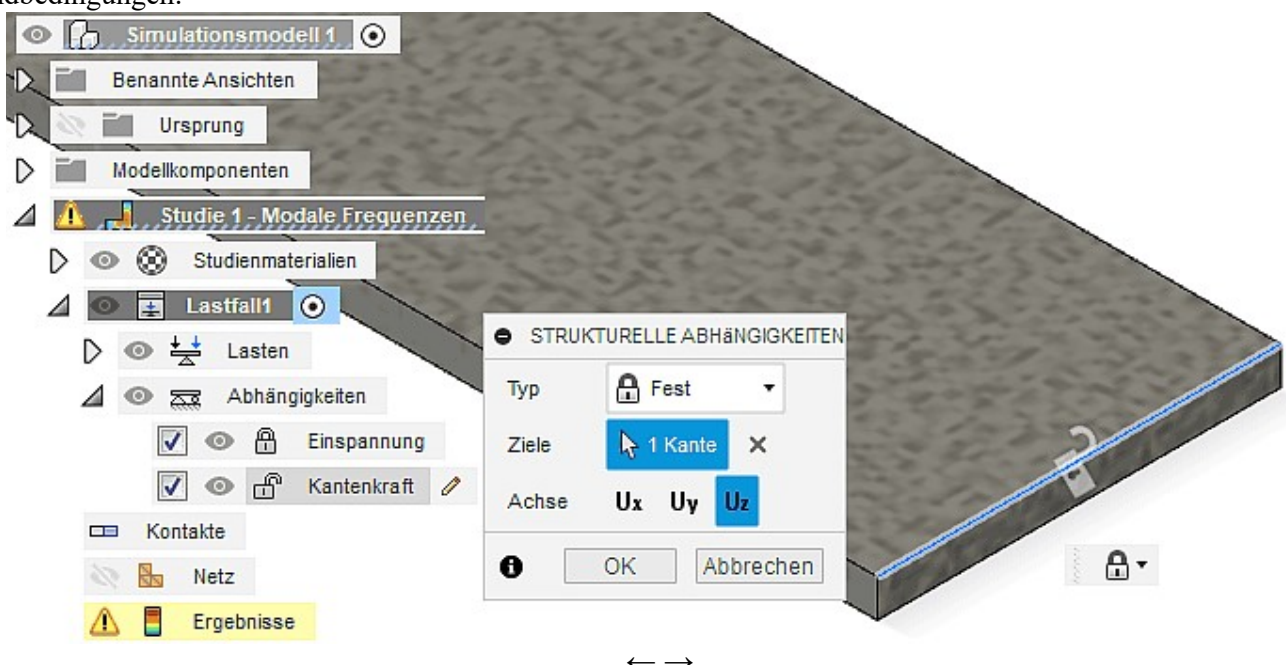 ndbedingungen.
Simulationsmodell 1
Benannte Ansichten
Ursprung
Modellkomponenten
Studie 1 - Modale Frequenzen
Studienmaterialien
Lastfall1
Lasten
Abhängigkeiten
Einspannung
Kantenkraft
Kontakte
Netz
Ergebnisse
STRUKTURELLE ABHäNGIGKEITEN
Typ Fest
Ziele 1 Kante
Achse Ux Uy Uz
OK Abbrechen
← →